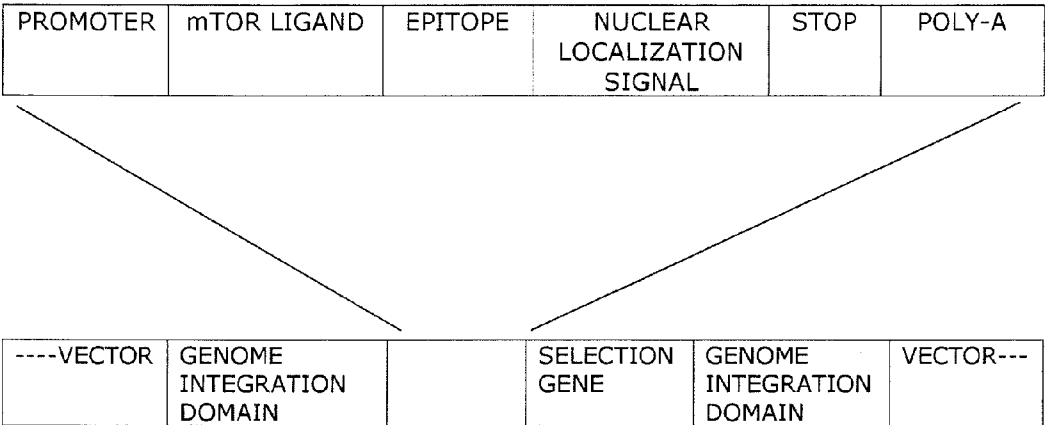 PROMOTER mTOR LIGAND EPITOPE NUCLEAR LOCALIZATION SIGNAL STOP POLY-A
----VECTOR GENOME INTEGRATION DOMAIN SELECTION GENE GENOME INTEGRATION DOMAIN VECTOR---